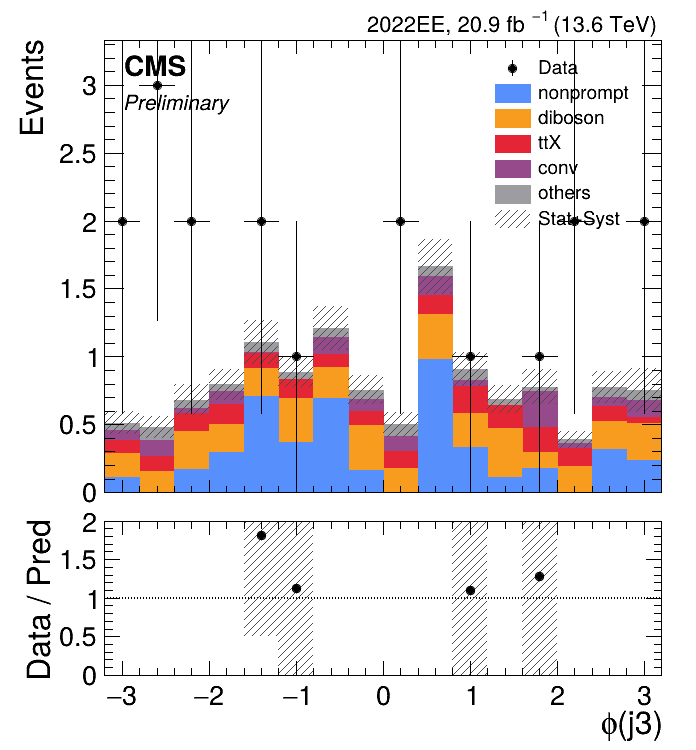 2022EE, 20.9 fb⁻¹ (13.6 TeV)
CMS
Preliminary
Events
Data
nonprompt
diboson
ttX
conv
others
Stat+Syst
3
2.5
2
1.5
1
0.5
0
Data / Pred
2
1.5
1
0.5
0
−3 −2 −1 0 1 2 3
ϕ(j3)